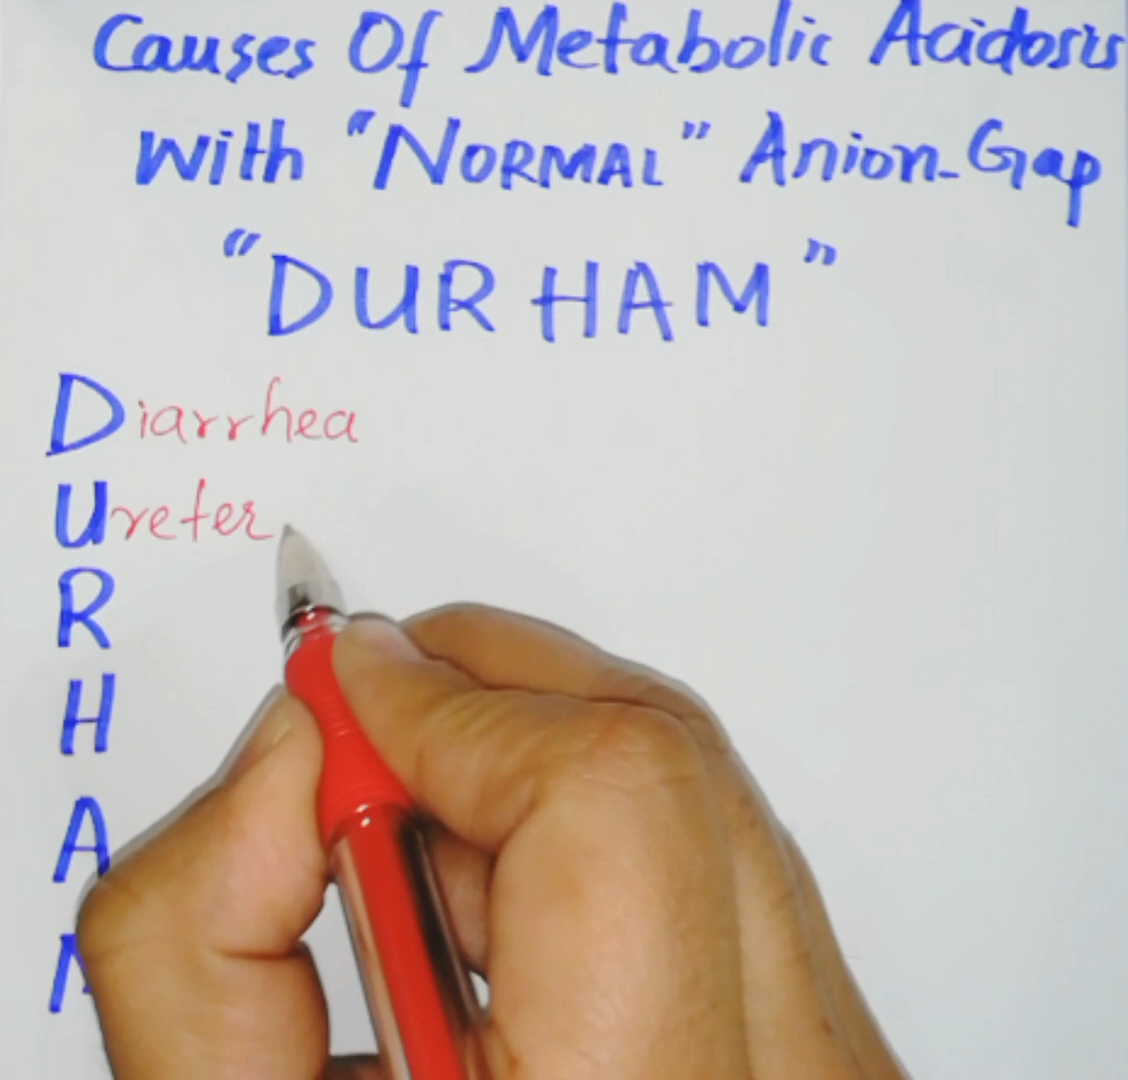 Causes Of Metabolic Acidosis
With "NORMAL" Anion-Gap
"DURHAM"
Diarrhea
Ureter
R
H
A